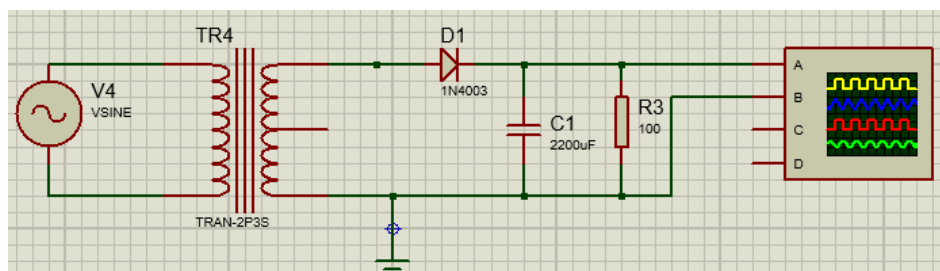 TR4
D1
V4
VSINE
1N4003
A
B
C
D
C1
2200uF
R3
100
TRAN-2P3S